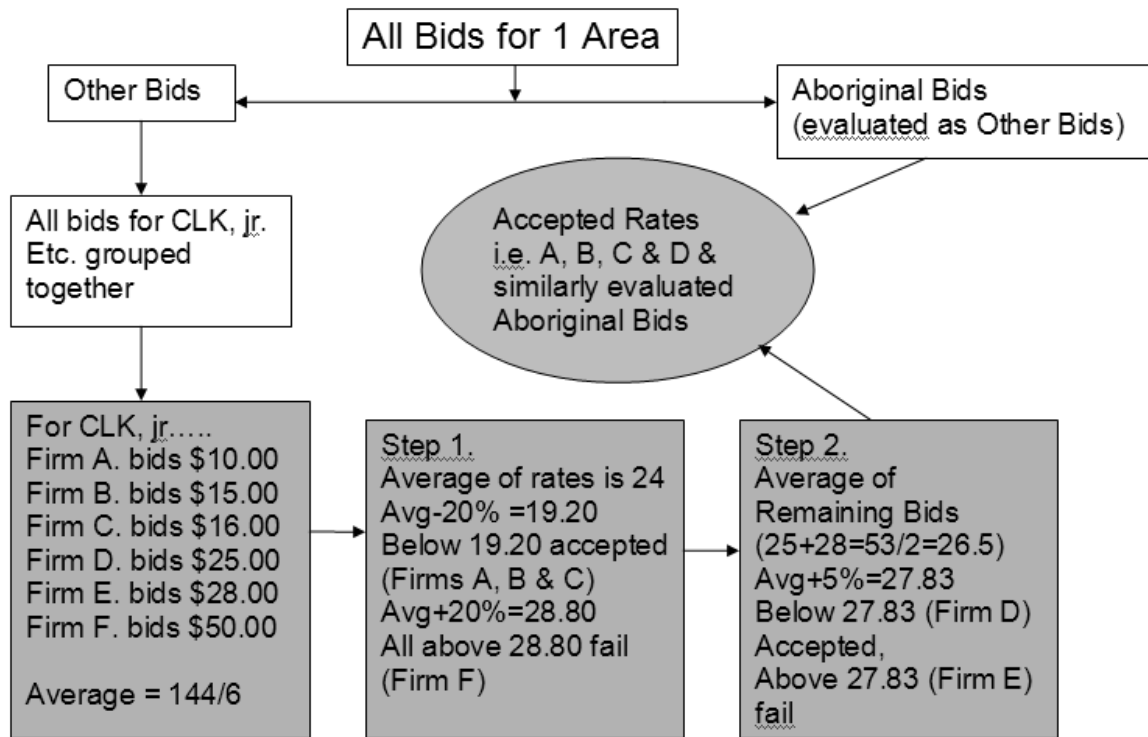 All Bids for 1 Area
Other Bids
Aboriginal Bids
(evaluated as Other Bids)
All bids for CLK, jr.
Etc. grouped
together
Accepted Rates
i.e. A, B, C & D &
similarly evaluated
Aboriginal Bids
For CLK, jr.....
Firm A. bids $10.00
Firm B. bids $15.00
Firm C. bids $16.00
Firm D. bids $25.00
Firm E. bids $28.00
Firm F. bids $50.00
Average = 144/6
Step 1.
Average of rates is 24
Avg-20% =19.20
Below 19.20 accepted
(Firms A, B & C)
Avg+20%=28.80
All above 28.80 fail
(Firm F)
Step 2.
Average of
Remaining Bids
(25+28=53/2=26.5)
Avg+5%=27.83
Below 27.83 (Firm D)
Accepted,
Above 27.83 (Firm E)
fail